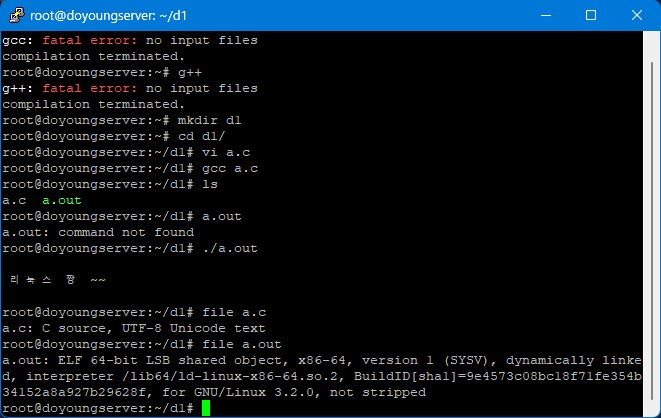 root@doyoungserver: ~/d1
gcc: fatal error: no input files
compilation terminated.
root@doyoungserver:~# g++
g++: fatal error: no input files
compilation terminated.
root@doyoungserver:~# mkdir d1
root@doyoungserver:~# cd d1/
root@doyoungserver:~/d1# vi a.c
root@doyoungserver:~/d1# gcc a.c
root@doyoungserver:~/d1# ls
a.c  a.out
root@doyoungserver:~/d1# a.out
a.out: command not found
root@doyoungserver:~/d1# ./a.out
리눅스 짱 ~~
root@doyoungserver:~/d1# file a.c
a.c: C source, UTF-8 Unicode text
root@doyoungserver:~/d1# file a.out
a.out: ELF 64-bit LSB shared object, x86-64, version 1 (SYSV), dynamically linke
d, interpreter /lib64/ld-linux-x86-64.so.2, BuildID[sha1]=9e4573c08bc18f71fe354b
34152a8a927b29628f, for GNU/Linux 3.2.0, not stripped
root@doyoungserver:~/d1#